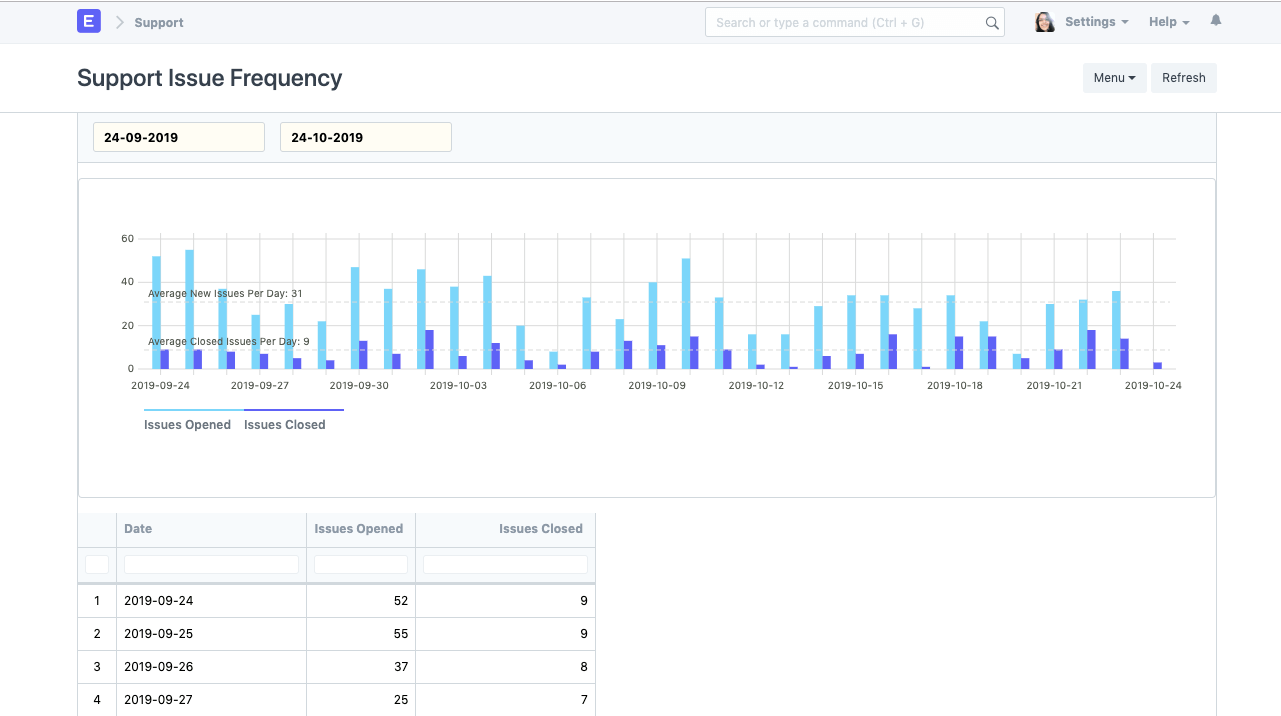 E Support Search or type a command (Ctrl + G) Settings Help
Support Issue Frequency Menu Refresh
24-09-2019 24-10-2019
60
40
Average New Issues Per Day: 31
20
Average Closed Issues Per Day: 9
0
2019-09-24 2019-09-27 2019-09-30 2019-10-03 2019-10-06 2019-10-09 2019-10-12 2019-10-15 2019-10-18 2019-10-21 2019-10-24
Issues Opened Issues Closed
Date Issues Opened Issues Closed
1 2019-09-24 52 9
2 2019-09-25 55 9
3 2019-09-26 37 8
4 2019-09-27 25 7